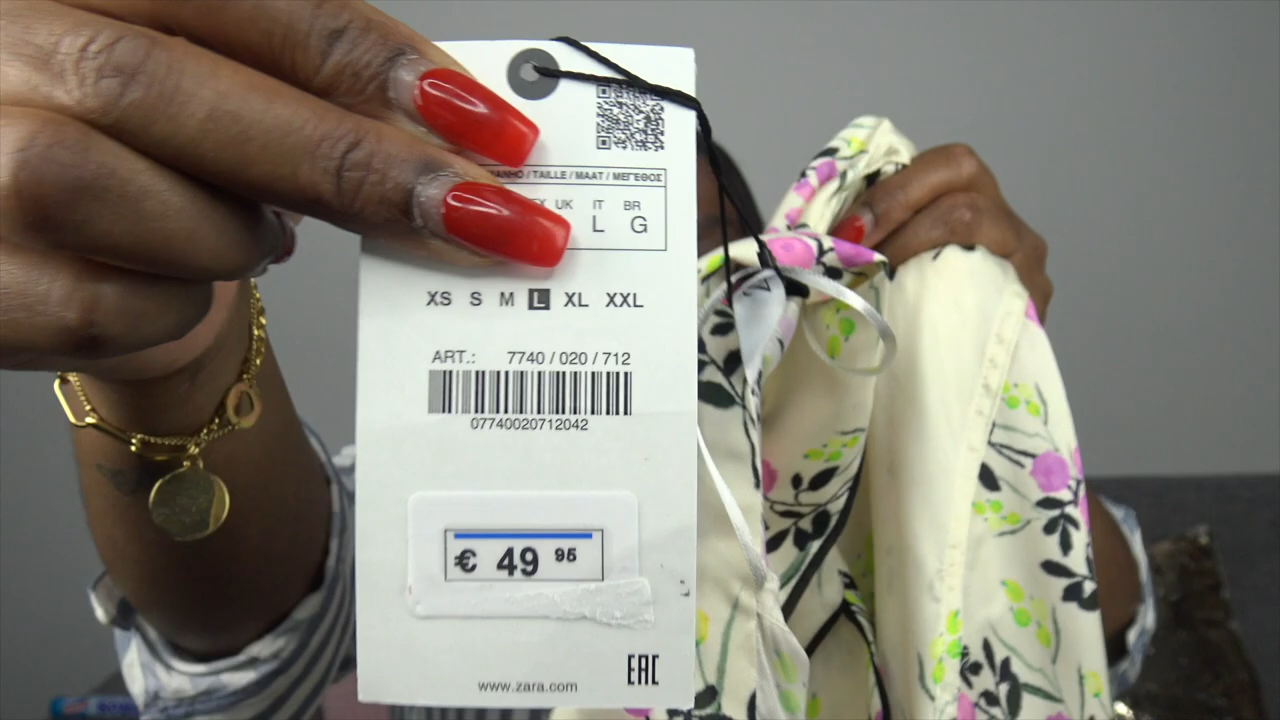 / TAILLE / MAAT / ΜΕΓΕΘΟΣ
UK IT BR
L G
XS S M L XL XXL
ART.: 7740 / 020 / 712
07740020712042
€ 49 95
EAC
www.zara.com